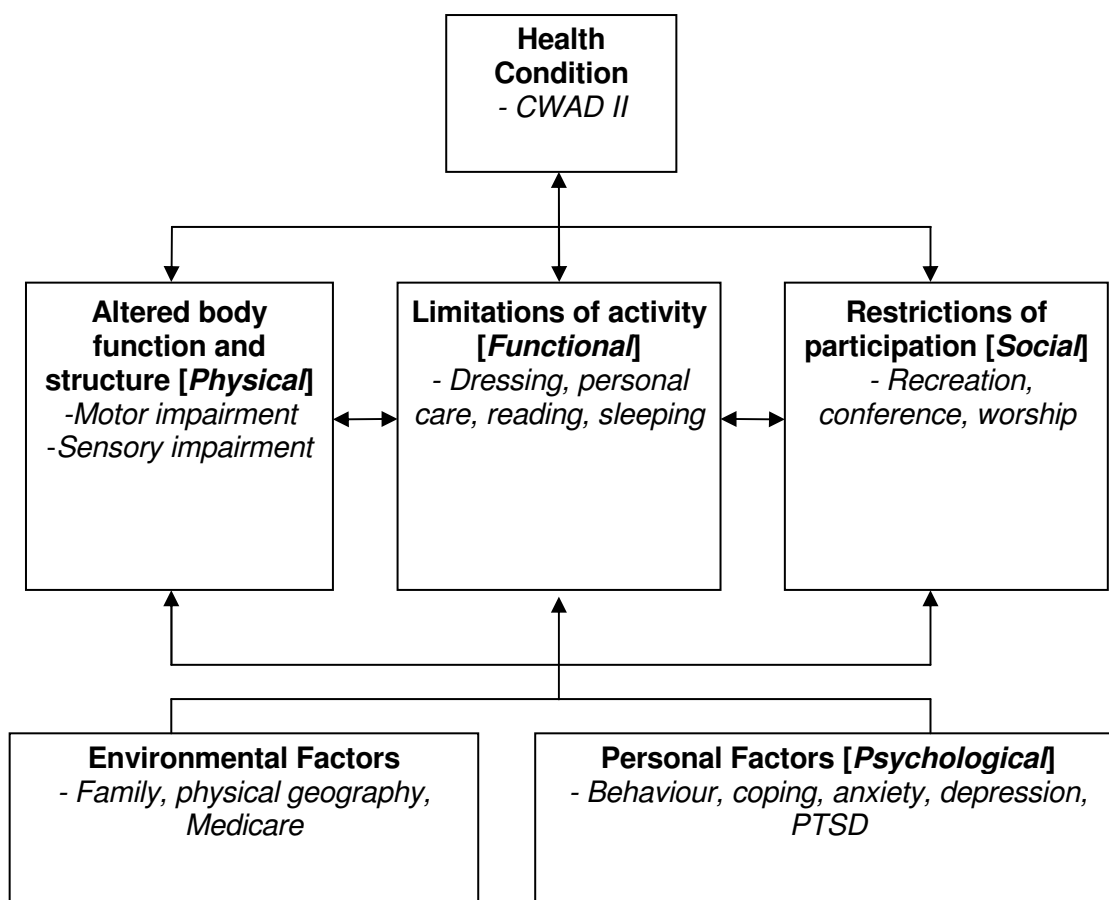 Health
Condition
- CWAD II
Altered body
function and
structure [Physical]
-Motor impairment
-Sensory impairment
Limitations of activity
[Functional]
- Dressing, personal
care, reading, sleeping
Restrictions of
participation [Social]
- Recreation,
conference, worship
Environmental Factors
- Family, physical geography,
Medicare
Personal Factors [Psychological]
- Behaviour, coping, anxiety, depression,
PTSD